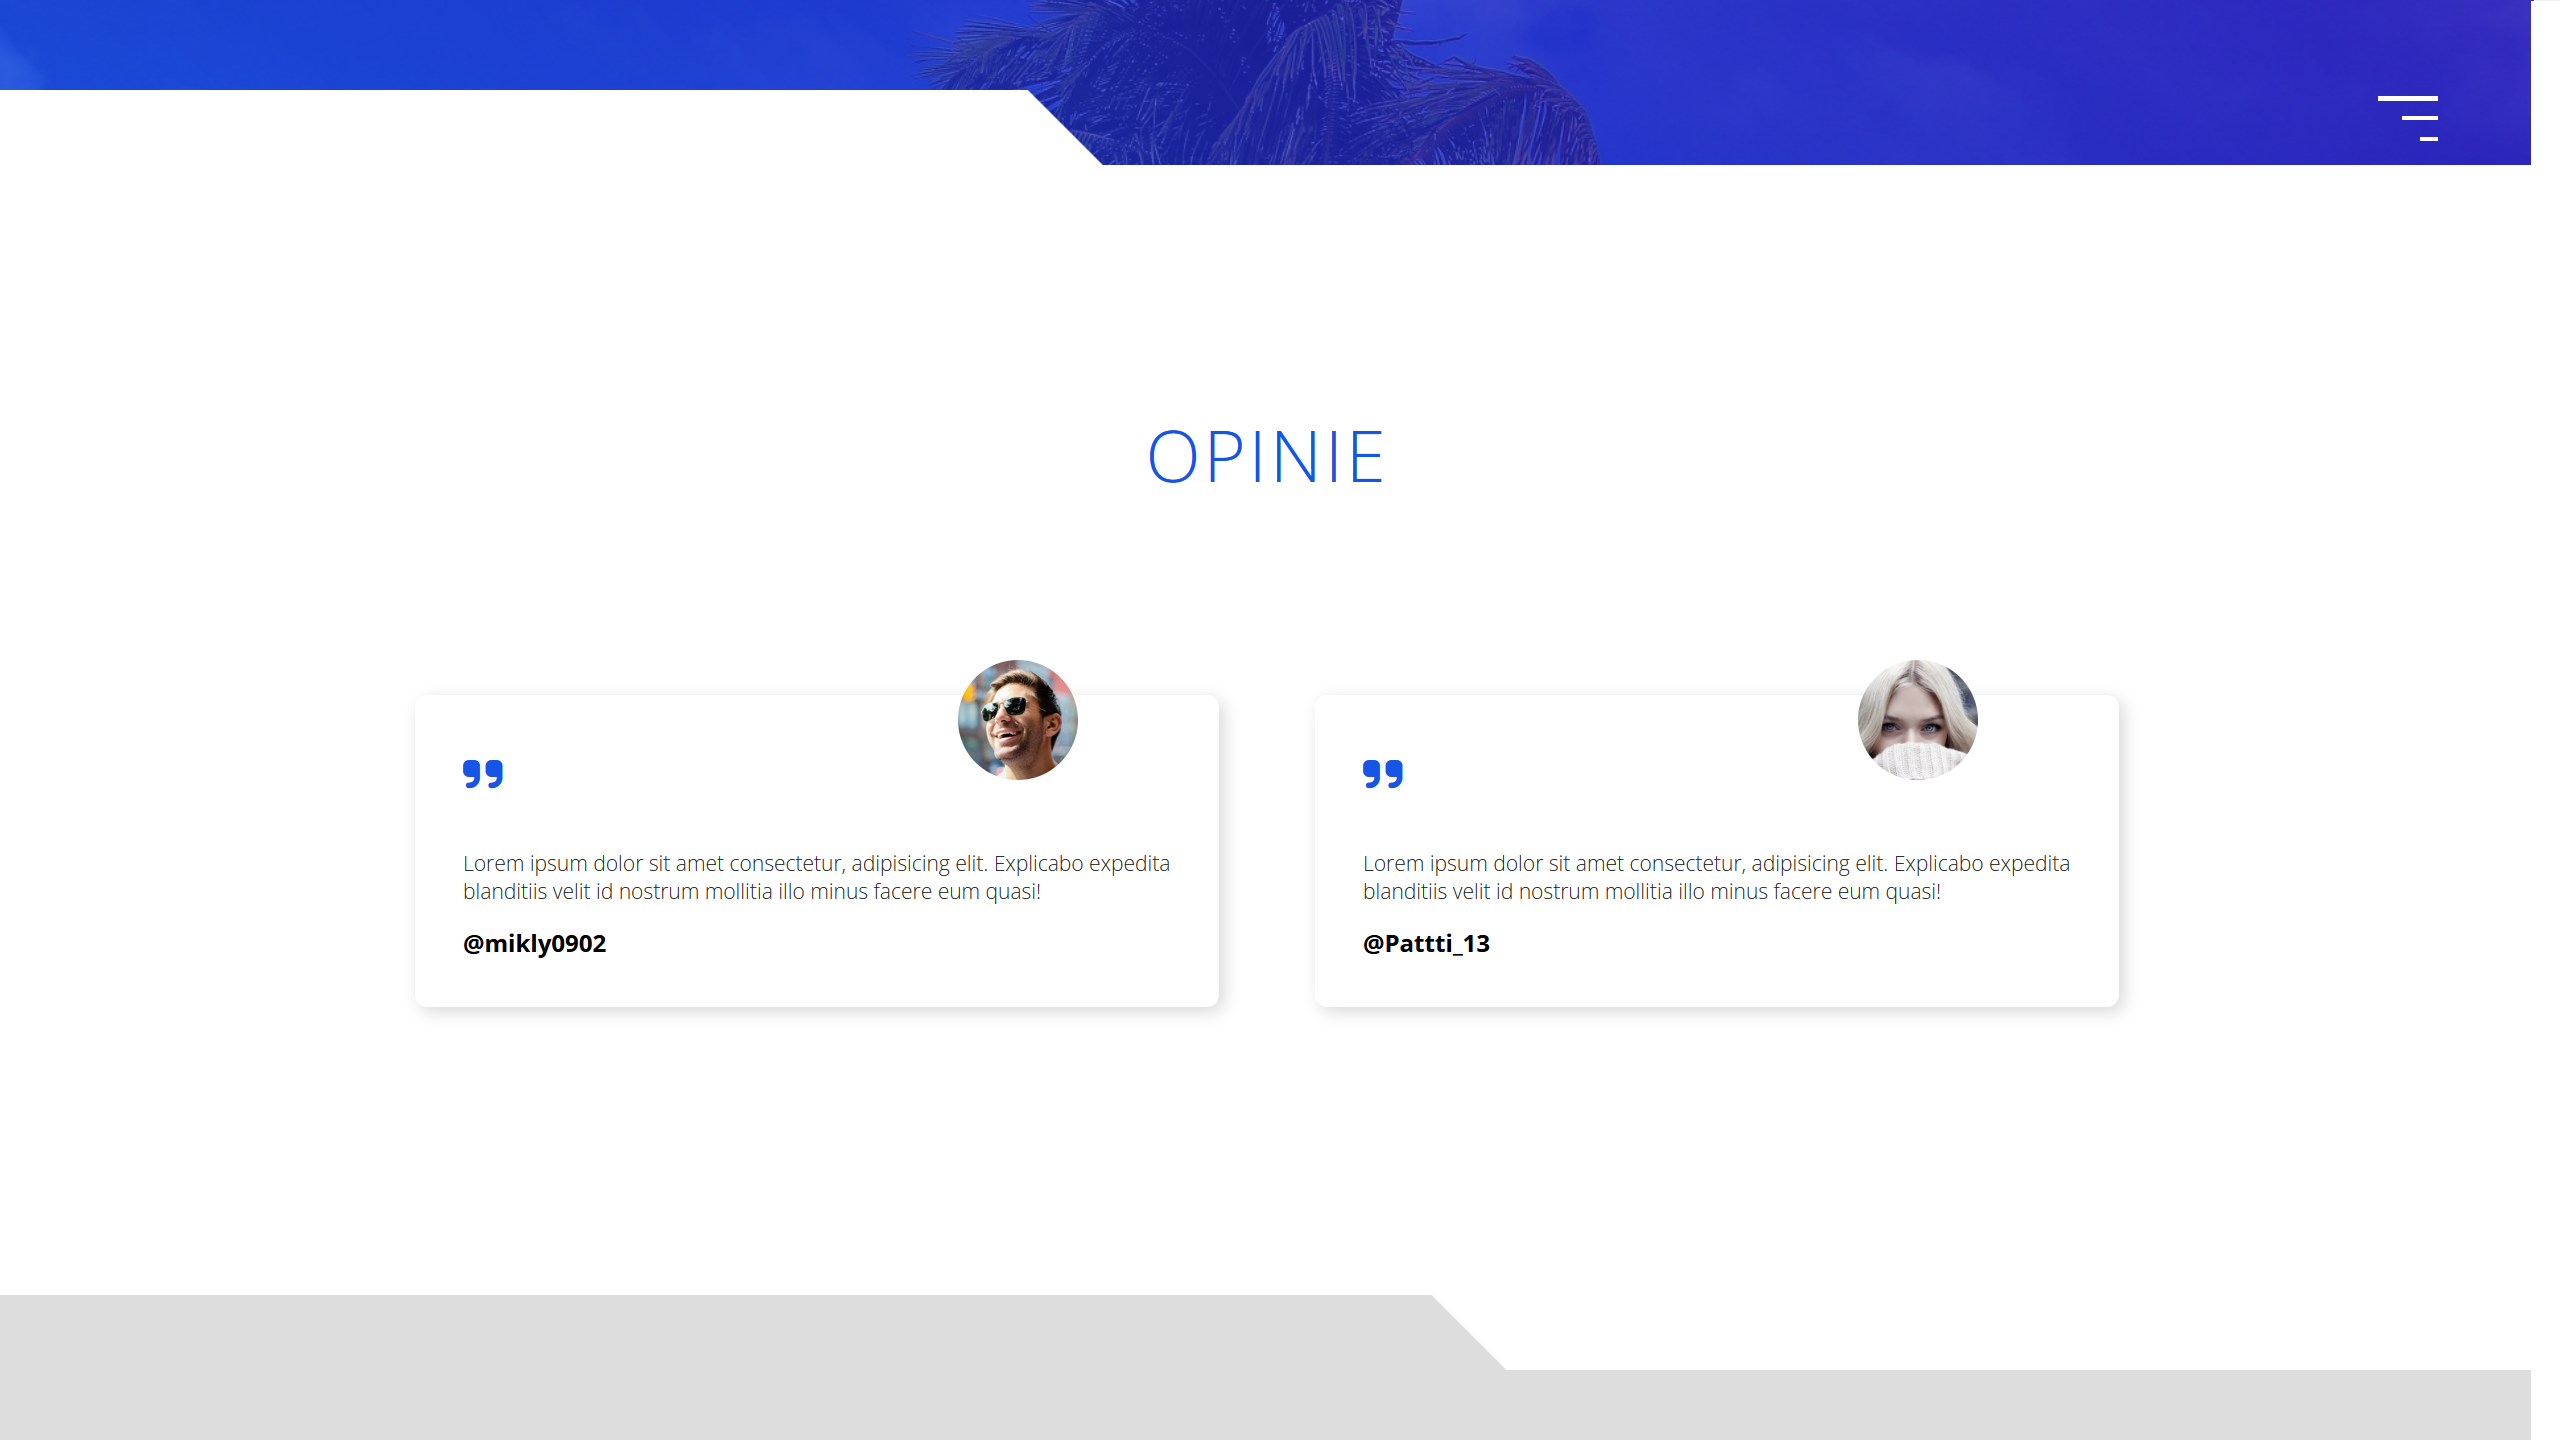 OPINIE
Lorem ipsum dolor sit amet consectetur, adipisicing elit. Explicabo expedita
blanditiis velit id nostrum mollitia illo minus facere eum quasi!
@mikly0902
Lorem ipsum dolor sit amet consectetur, adipisicing elit. Explicabo expedita
blanditiis velit id nostrum mollitia illo minus facere eum quasi!
@Pattti_13